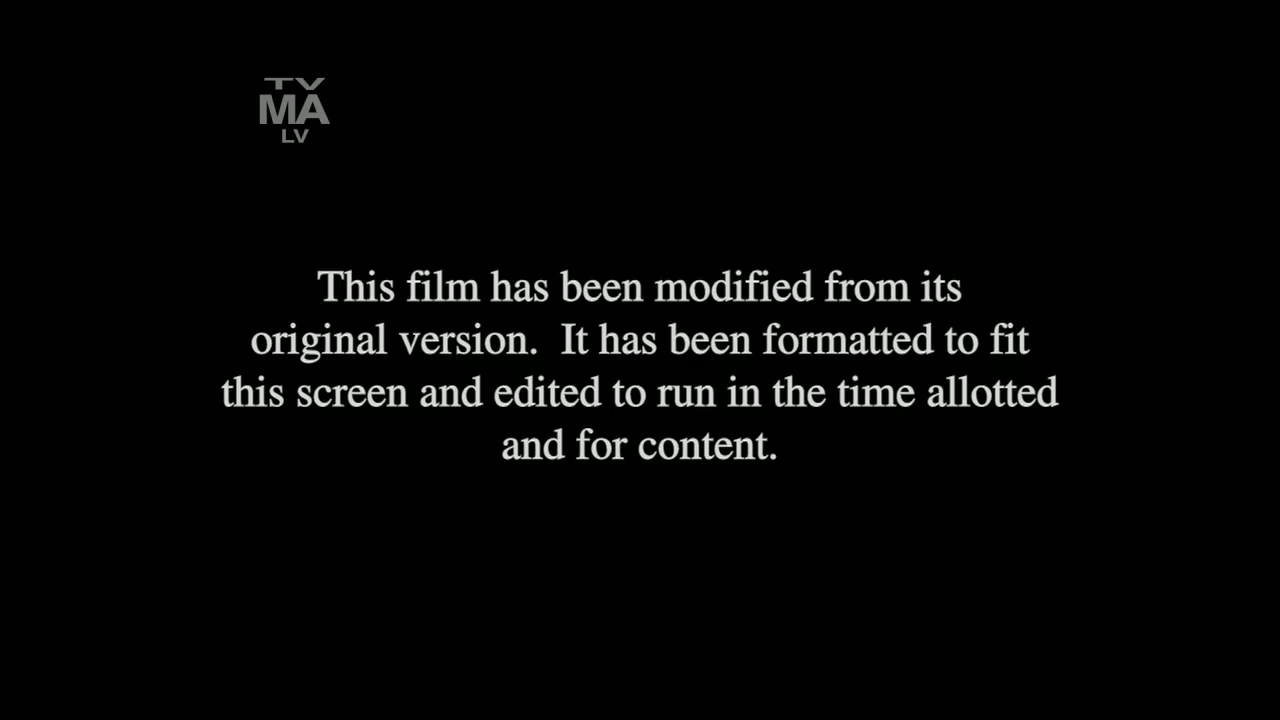 TV
MA
LV
This film has been modified from its
original version.  It has been formatted to fit
this screen and edited to run in the time allotted
and for content.